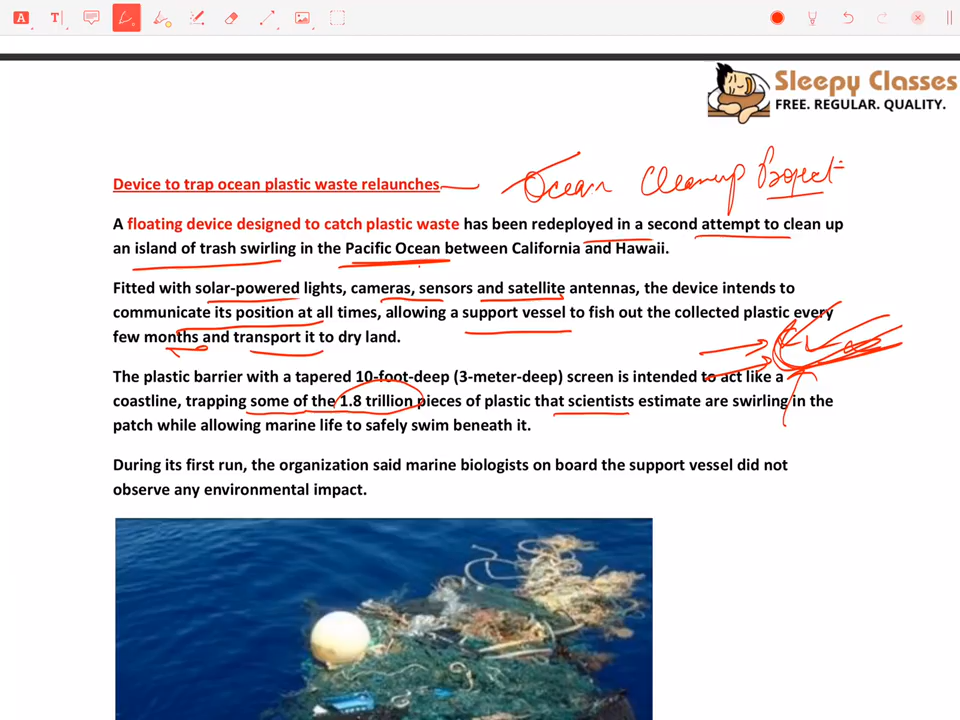 Sleepy Classes
FREE. REGULAR. QUALITY.
Device to trap ocean plastic waste relaunches
Ocean Cleanup Project
A floating device designed to catch plastic waste has been redeployed in a second attempt to clean up
an island of trash swirling in the Pacific Ocean between California and Hawaii.
Fitted with solar-powered lights, cameras, sensors and satellite antennas, the device intends to
communicate its position at all times, allowing a support vessel to fish out the collected plastic every
few months and transport it to dry land.
The plastic barrier with a tapered 10-foot-deep (3-meter-deep) screen is intended to act like a
coastline, trapping some of the 1.8 trillion pieces of plastic that scientists estimate are swirling in the
patch while allowing marine life to safely swim beneath it.
During its first run, the organization said marine biologists on board the support vessel did not
observe any environmental impact.